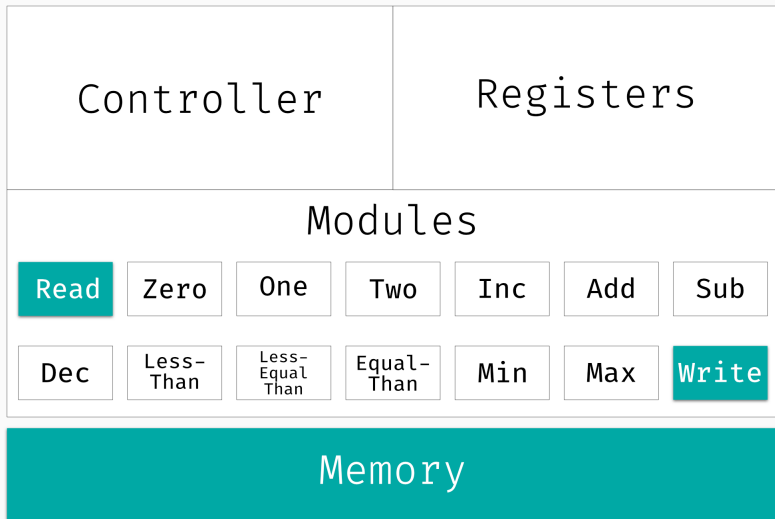 Controller
Registers
Modules
Read
Zero
One
Two
Inc
Add
Sub
Dec
Less-
Than
Less-
Equal
Than
Equal-
Than
Min
Max
Write
Memory